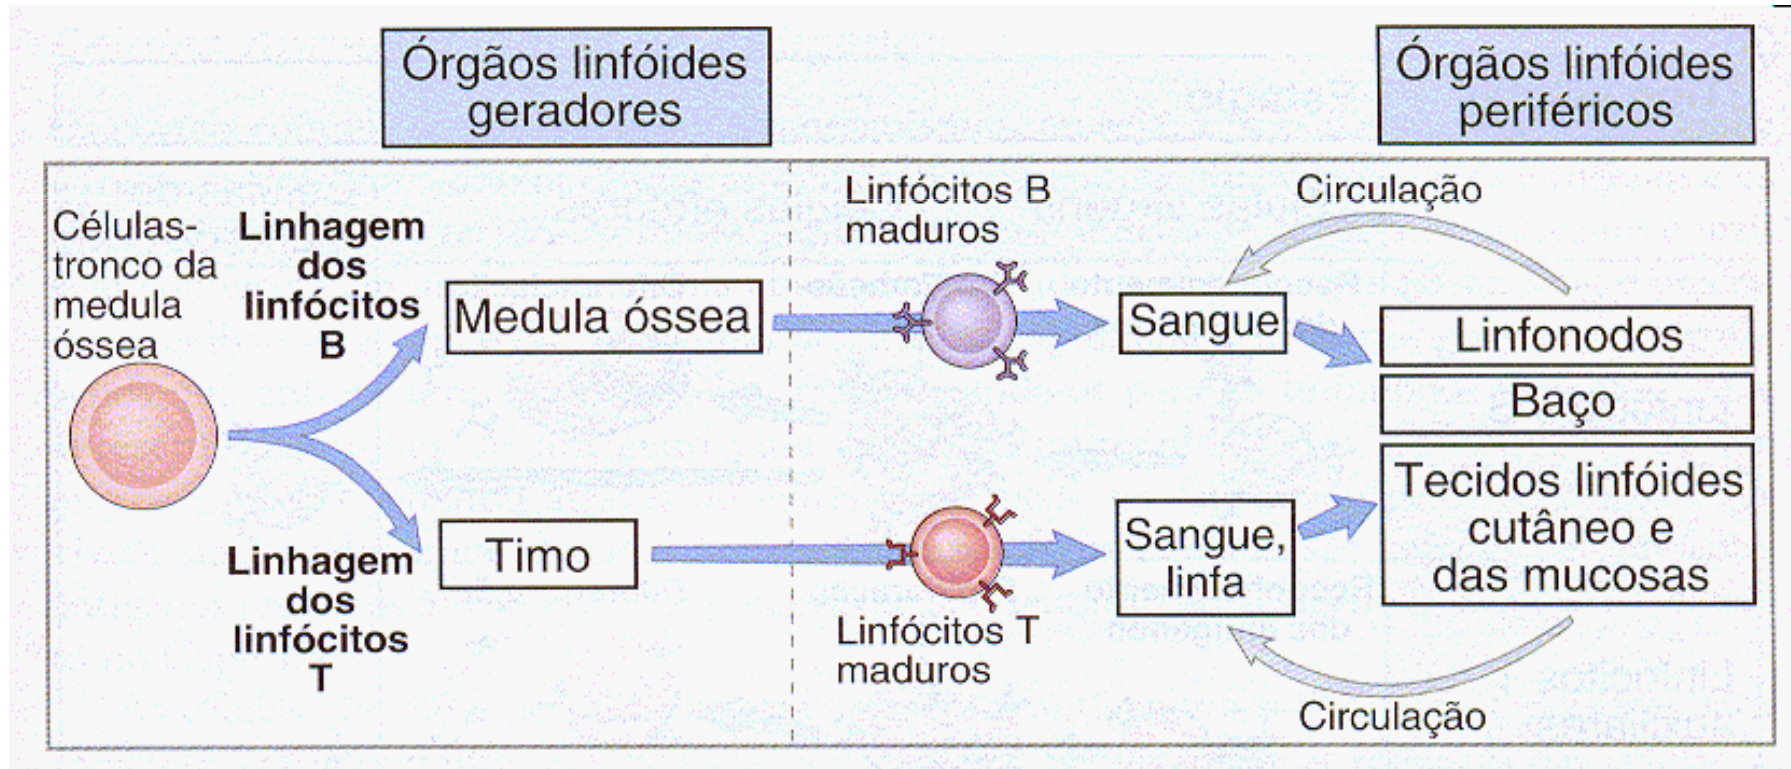 Órgãos linfóides
geradores
Órgãos linfóides
periféricos
Células-
tronco da
medula
óssea
Linhagem
dos
linfócitos
B
Medula óssea
Linfócitos B
maduros
Sangue
Circulação
Linfonodos
Baço
Tecidos linfóides
cutâneo e
das mucosas
Linhagem
dos
linfócitos
T
Timo
Linfócitos T
maduros
Sangue,
linfa
Circulação